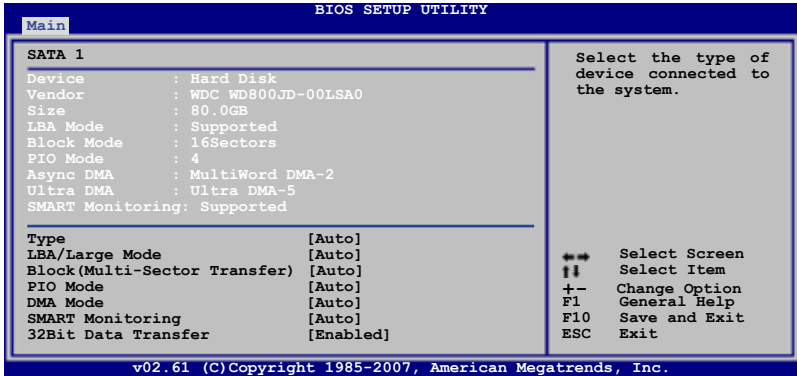 BIOS SETUP UTILITY
Main
SATA 1
Device : Hard Disk
Vendor : WDC WD800JD-00LSA0
Size : 80.0GB
LBA Mode : Supported
Block Mode : 16Sectors
PIO Mode : 4
Async DMA : MultiWord DMA-2
Ultra DMA : Ultra DMA-5
SMART Monitoring: Supported
Type [Auto]
LBA/Large Mode [Auto]
Block(Multi-Sector Transfer) [Auto]
PIO Mode [Auto]
DMA Mode [Auto]
SMART Monitoring [Auto]
32Bit Data Transfer [Enabled]
Select the type of
device connected to
the system.
←→ Select Screen
↑↓ Select Item
+- Change Option
F1 General Help
F10 Save and Exit
ESC Exit
v02.61 (C)Copyright 1985-2007, American Megatrends, Inc.